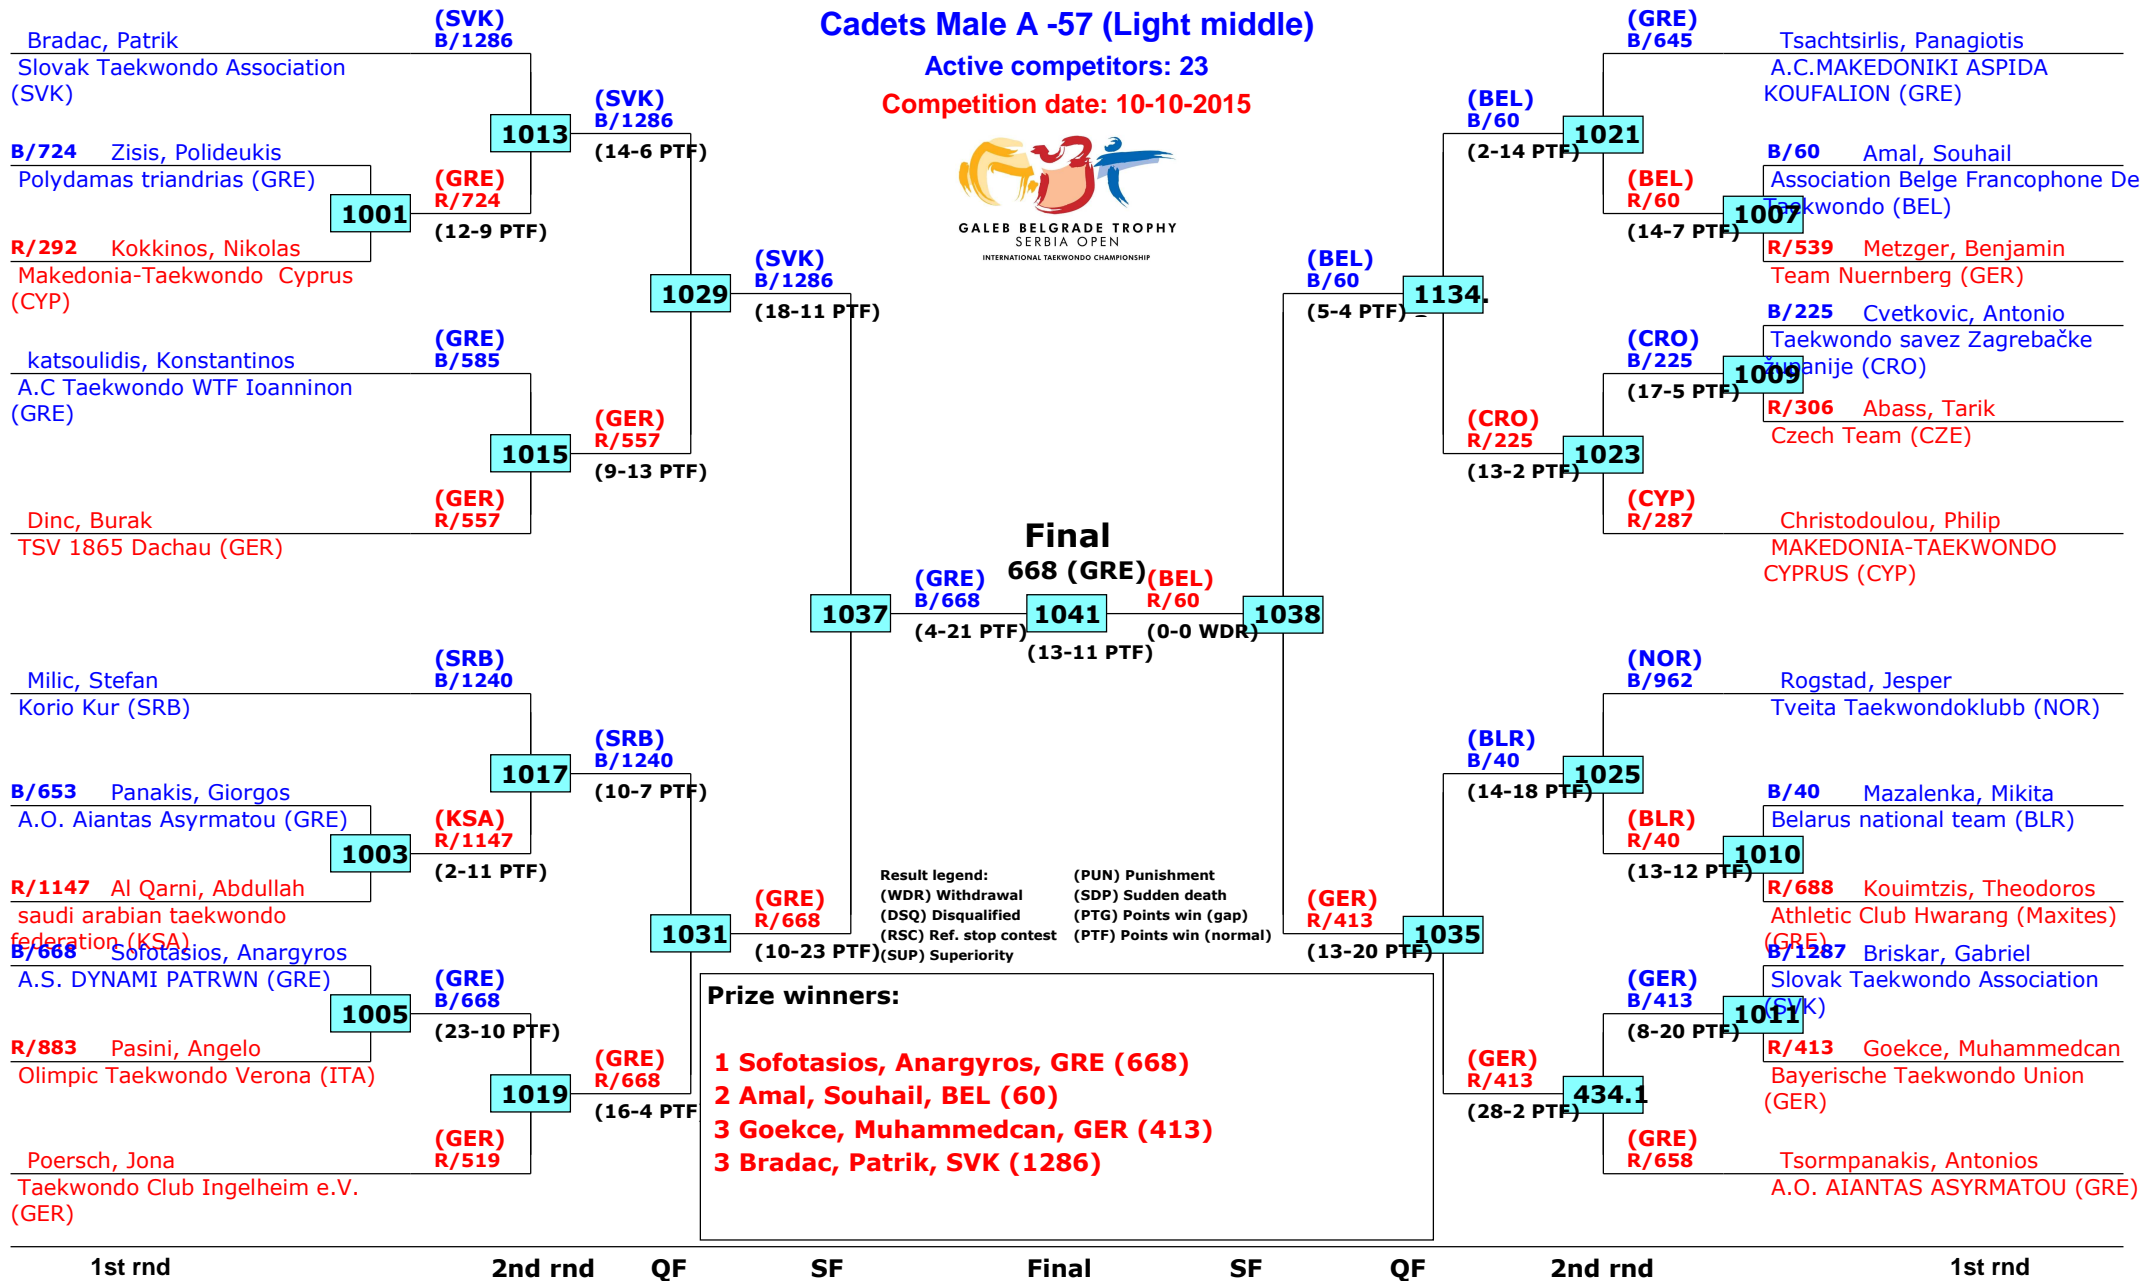 Cadets Male A -57 (Light middle)
Active competitors: 23
Competition date: 10-10-2015
GALEB BELGRADE TROPHY
SERBIA OPEN
INTERNATIONAL TAEKWONDO CHAMPIONSHIP
(SVK)
B/1286
Bradac, Patrik
Slovak Taekwondo Association
(SVK)
B/724 Zisis, Polideukis
Polydamas triandrias (GRE)
1001
R/292 Kokkinos, Nikolas
Makedonia-Taekwondo Cyprus
(CYP)
(GRE)
R/724
(12-9 PTF)
1013
(SVK)
B/1286
(14-6 PTF)
(GRE)
B/585
katsoulidis, Konstantinos
A.C Taekwondo WTF Ioanninon
(GRE)
1015
(GER)
R/557
(9-13 PTF)
(GER)
R/557
Dinc, Burak
TSV 1865 Dachau (GER)
1029
(SVK)
B/1286
(18-11 PTF)
(SRB)
B/1240
Milic, Stefan
Korio Kur (SRB)
B/653 Panakis, Giorgos
A.O. Aiantas Asyrmatou (GRE)
1003
R/1147 Al Qarni, Abdullah
saudi arabian taekwondo
federation (KSA)
(KSA)
R/1147
(2-11 PTF)
1017
(SRB)
B/1240
(10-7 PTF)
B/668 Sofotasios, Anargyros
A.S. DYNAMI PATRWN (GRE)
1005
R/883 Pasini, Angelo
Olimpic Taekwondo Verona (ITA)
(GRE)
B/668
(23-10 PTF)
1019
(GRE)
R/668
(16-4 PTF
(GER)
R/519
Poersch, Jona
Taekwondo Club Ingelheim e.V.
(GER)
1031
(GRE)
R/668
(10-23 PTF)
1037
(GRE)
B/668
(4-21 PTF)
Final
668 (GRE)
1041
(13-11 PTF)
(BEL)
R/60
(0-0 WDR)
1038
(BEL)
B/60
(5-4 PTF)
1134.
(BEL)
B/60
(2-14 PTF)
1021
(GRE)
B/645
Tsachtsirlis, Panagiotis
A.C.MAKEDONIKI ASPIDA
KOUFALION (GRE)
B/60 Amal, Souhail
Association Belge Francophone De
Taekwondo (BEL)
(BEL)
R/60
(14-7 PTF)
1007
R/539 Metzger, Benjamin
Team Nuernberg (GER)
B/225 Cvetkovic, Antonio
Taekwondo savez Zagrebačke
županije (CRO)
(CRO)
B/225
(17-5 PTF)
1009
R/306 Abass, Tarik
Czech Team (CZE)
(CRO)
R/225
(13-2 PTF)
1023
(CYP)
R/287
Christodoulou, Philip
MAKEDONIA-TAEKWONDO
CYPRUS (CYP)
(NOR)
B/962
Rogstad, Jesper
Tveita Taekwondoklubb (NOR)
(BLR)
B/40
(14-18 PTF)
1025
B/40 Mazalenka, Mikita
Belarus national team (BLR)
(BLR)
R/40
(13-12 PTF)
1010
R/688 Kouimtzis, Theodoros
Athletic Club Hwarang (Maxites)
(GRE)
(GER)
R/413
(13-20 PTF)
1035
B/1287 Briskar, Gabriel
Slovak Taekwondo Association
(SVK)
(GER)
B/413
(8-20 PTF)
1011
R/413 Goekce, Muhammedcan
Bayerische Taekwondo Union
(GER)
(GER)
R/413
(28-2 PTF)
434.1
(GRE)
R/658
Tsormpanakis, Antonios
A.O. AIANTAS ASYRMATOU (GRE)
Result legend:
(WDR) Withdrawal
(DSQ) Disqualified
(RSC) Ref. stop contest
(SUP) Superiority
(PUN) Punishment
(SDP) Sudden death
(PTG) Points win (gap)
(PTF) Points win (normal)
Prize winners:
1 Sofotasios, Anargyros, GRE (668)
2 Amal, Souhail, BEL (60)
3 Goekce, Muhammedcan, GER (413)
3 Bradac, Patrik, SVK (1286)
1st rnd 2nd rnd QF SF Final SF QF 2nd rnd 1st rnd